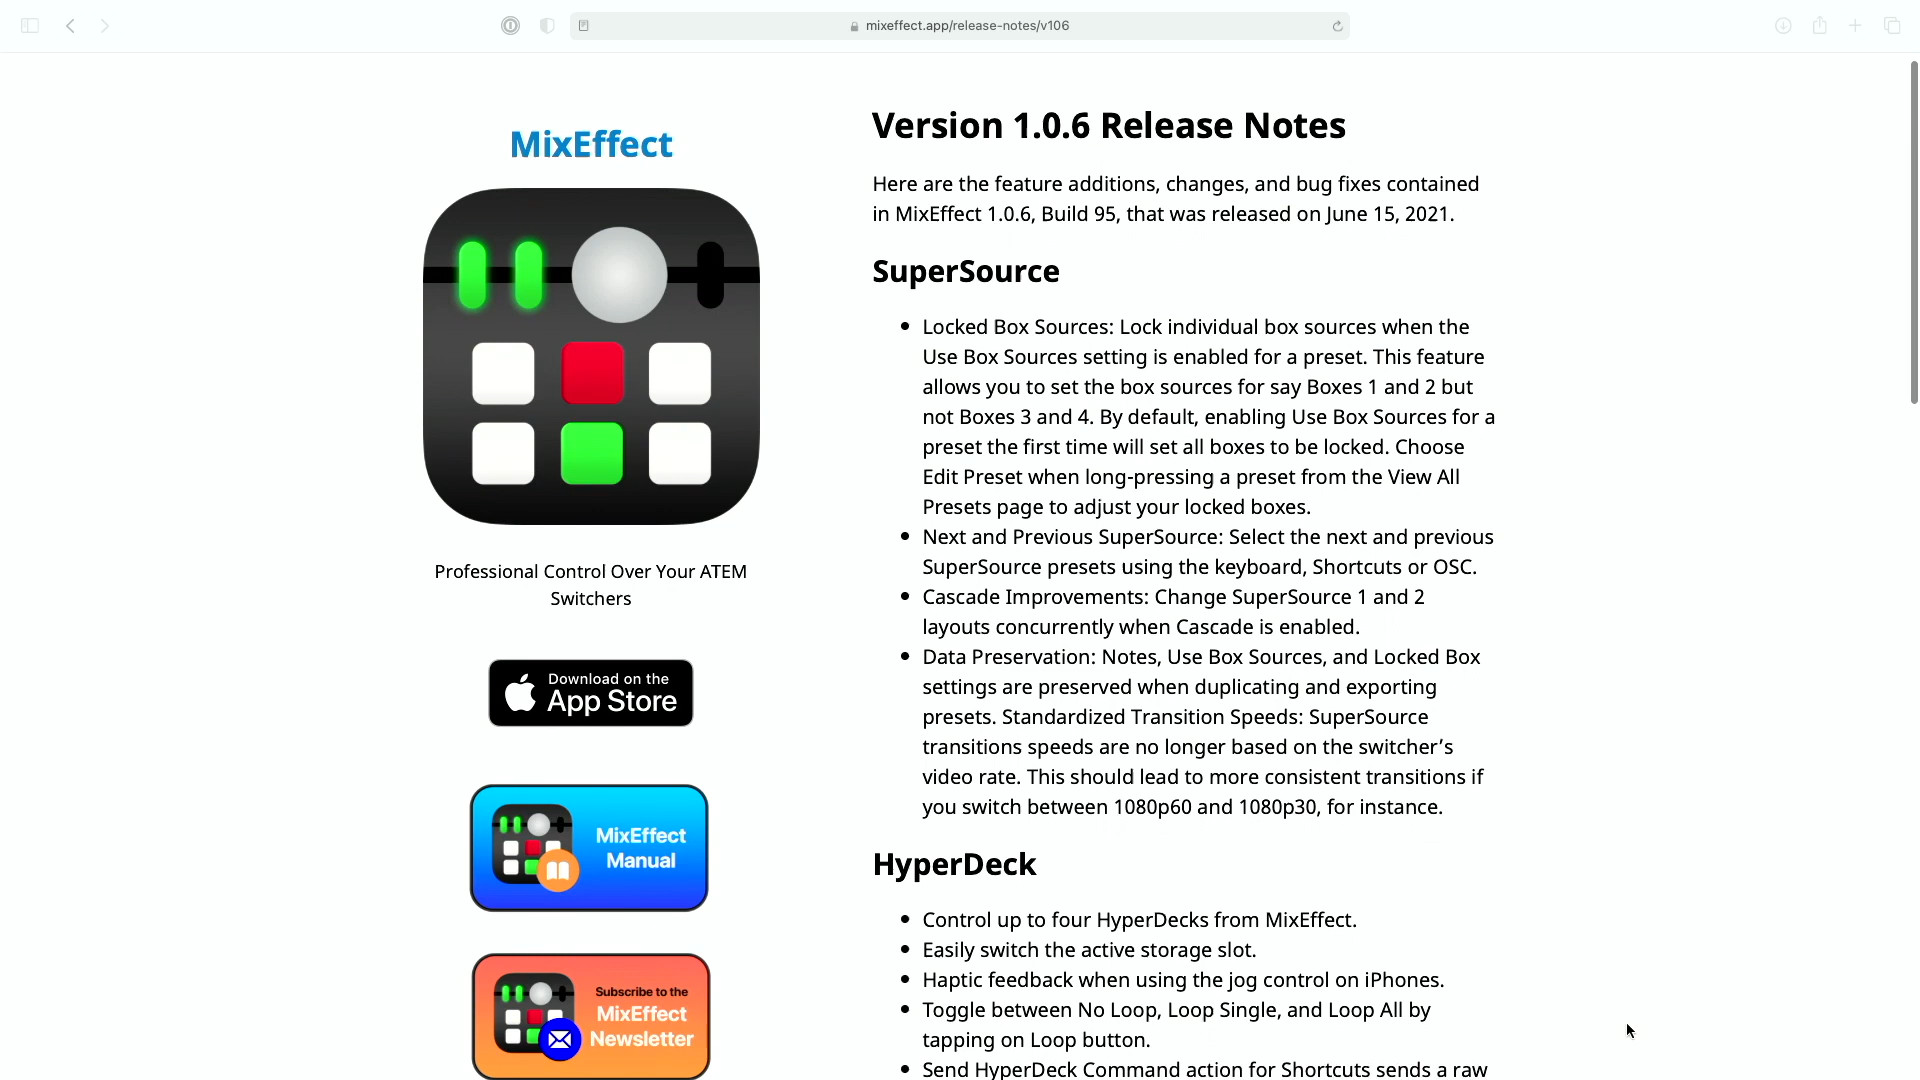 mixeffect.app/release-notes/v106
MixEffect
Professional Control Over Your ATEM
Switchers
Download on the
App Store
MixEffect
Manual
Subscribe to the
MixEffect
Newsletter
Version 1.0.6 Release Notes
Here are the feature additions, changes, and bug fixes contained
in MixEffect 1.0.6, Build 95, that was released on June 15, 2021.
SuperSource
Locked Box Sources: Lock individual box sources when the
Use Box Sources setting is enabled for a preset. This feature
allows you to set the box sources for say Boxes 1 and 2 but
not Boxes 3 and 4. By default, enabling Use Box Sources for a
preset the first time will set all boxes to be locked. Choose
Edit Preset when long-pressing a preset from the View All
Presets page to adjust your locked boxes.
Next and Previous SuperSource: Select the next and previous
SuperSource presets using the keyboard, Shortcuts or OSC.
Cascade Improvements: Change SuperSource 1 and 2
layouts concurrently when Cascade is enabled.
Data Preservation: Notes, Use Box Sources, and Locked Box
settings are preserved when duplicating and exporting
presets. Standardized Transition Speeds: SuperSource
transitions speeds are no longer based on the switcher’s
video rate. This should lead to more consistent transitions if
you switch between 1080p60 and 1080p30, for instance.
HyperDeck
Control up to four HyperDecks from MixEffect.
Easily switch the active storage slot.
Haptic feedback when using the jog control on iPhones.
Toggle between No Loop, Loop Single, and Loop All by
tapping on Loop button.
Send HyperDeck Command action for Shortcuts sends a raw